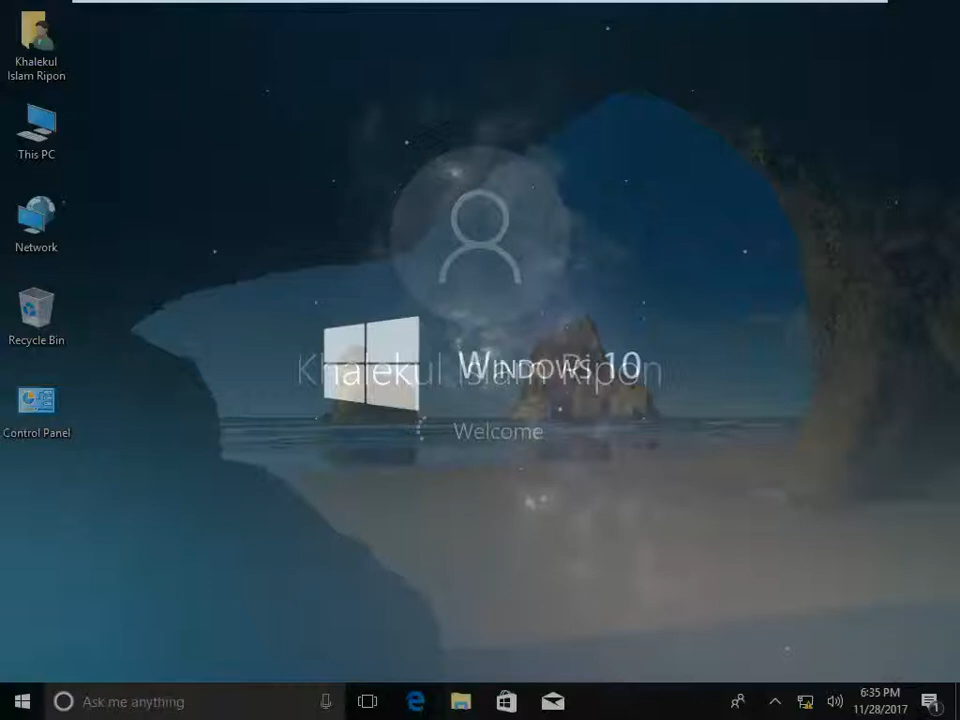 Khalekul
Islam Ripon
This PC
Network
Recycle Bin
Control Panel
Windows 10
Khalekul Islam Ripon
Welcome
Ask me anything
6:35 PM
11/28/2017
1